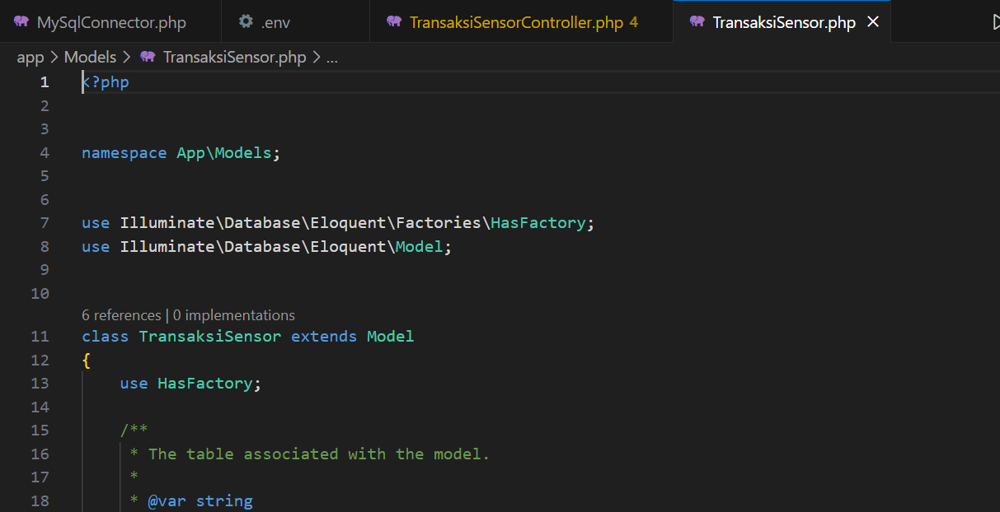 MySqlConnector.php .env TransaksiSensorController.php 4 TransaksiSensor.php
app > Models > TransaksiSensor.php > ...
1 <?php
2
3
4 namespace App\Models;
5
6
7 use Illuminate\Database\Eloquent\Factories\HasFactory;
8 use Illuminate\Database\Eloquent\Model;
9
10
6 references | 0 implementations
11 class TransaksiSensor extends Model
12 {
13 use HasFactory;
14
15 /**
16 * The table associated with the model.
17 *
18 * @var string